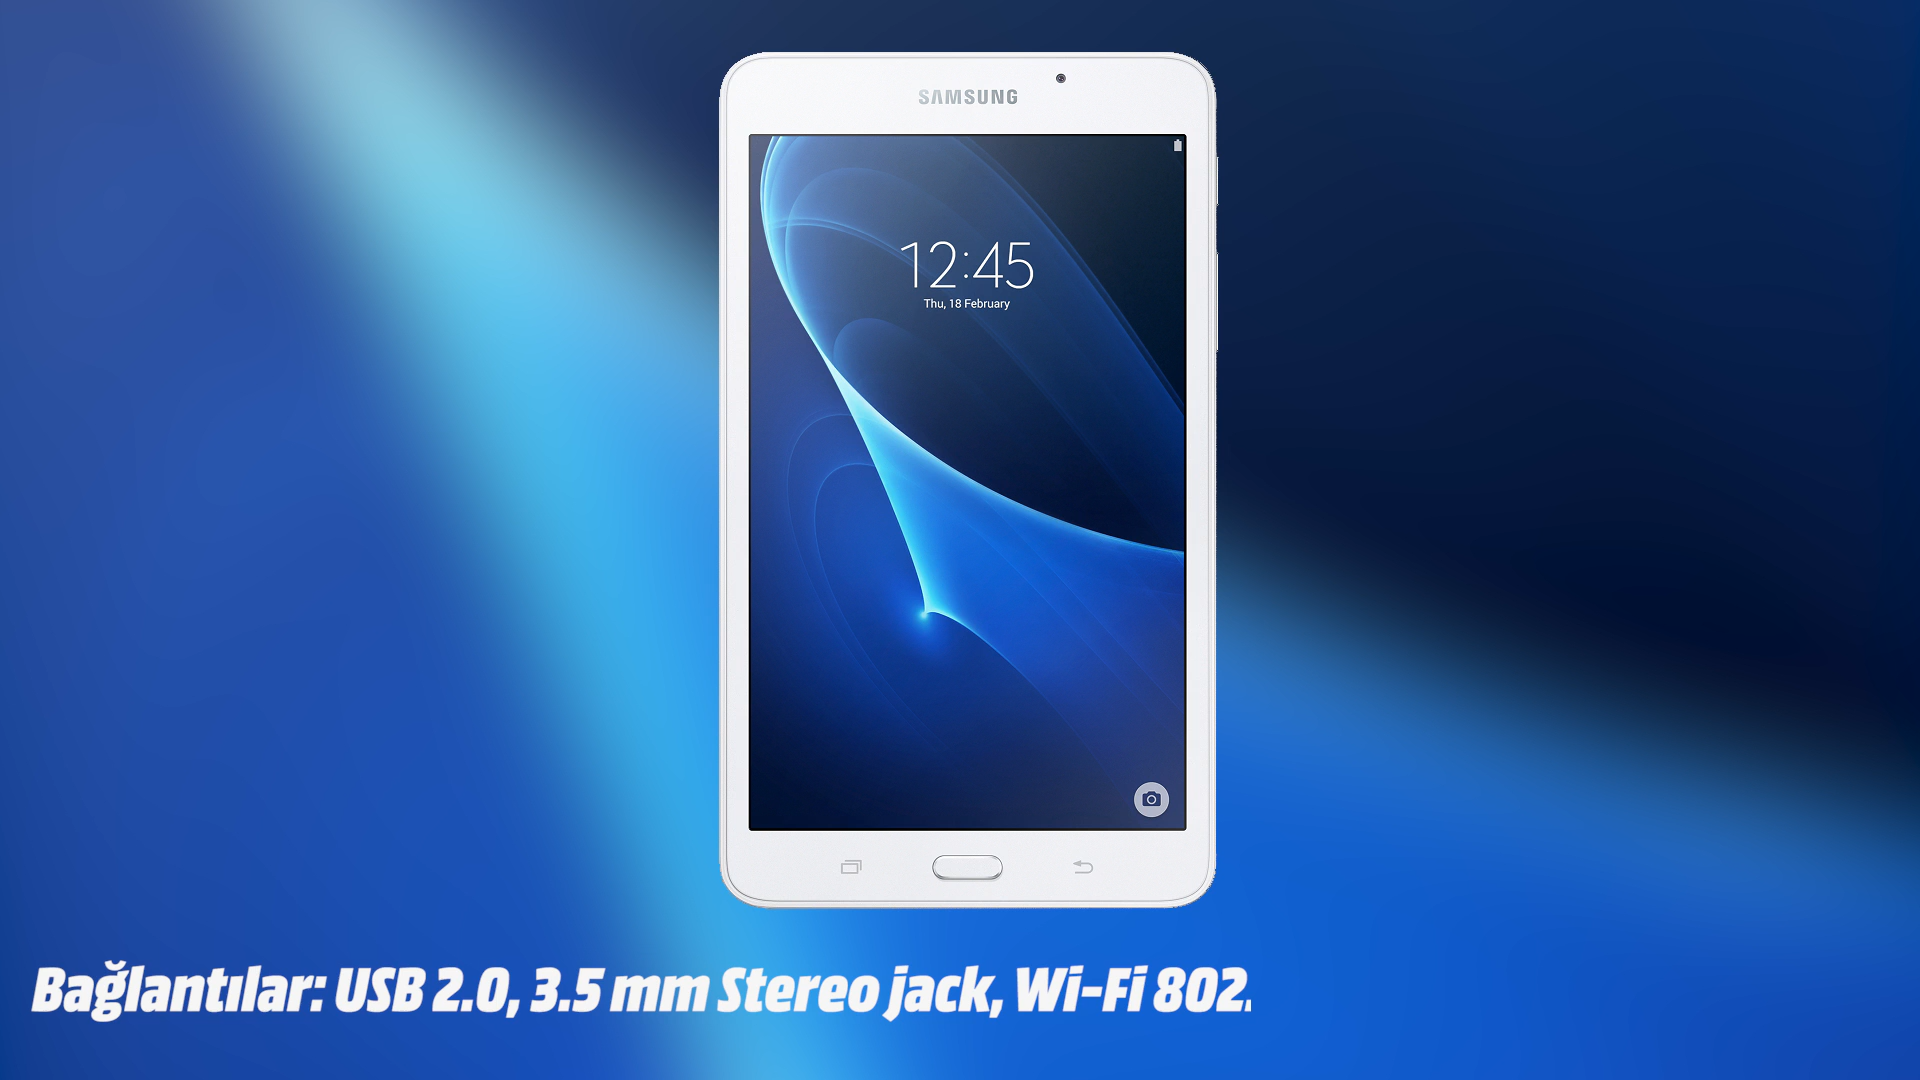 SAMSUNG
12:45
Thu, 18 February
Bağlantılar: USB 2.0, 3.5 mm Stereo jack, Wi-Fi 802.